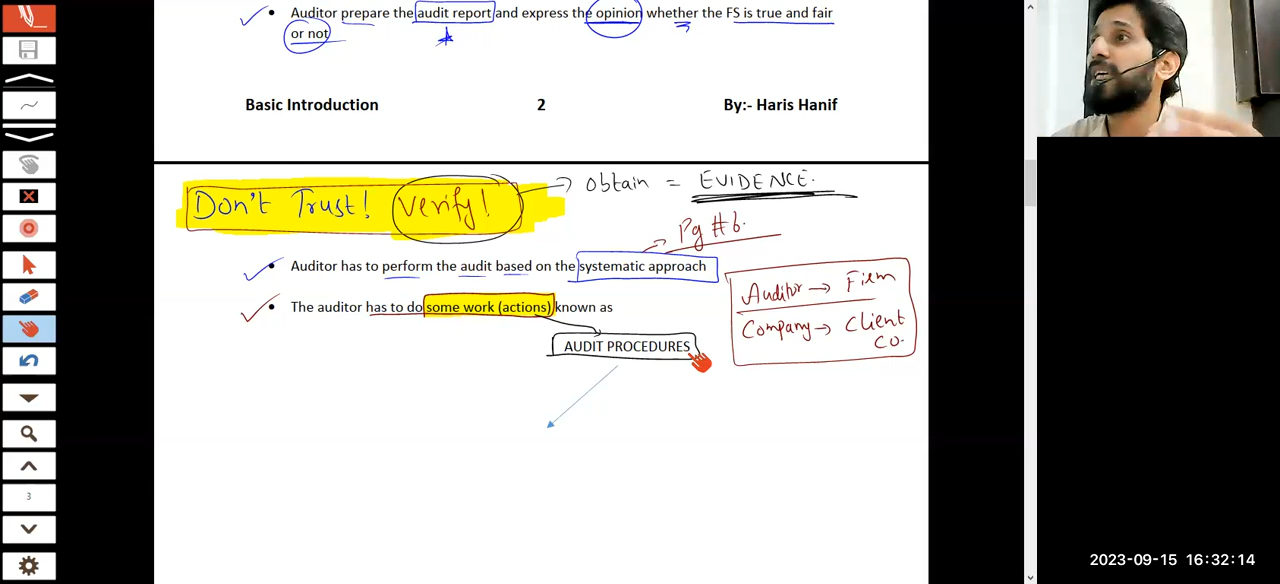 Auditor prepare the audit report and express the opinion whether the FS is true and fair
or not
Basic Introduction 2 By:- Haris Hanif
Don't Trust! Verify! → obtain = EVIDENCE.
Pg # 6.
Auditor has to perform the audit based on the systematic approach
Auditor → Firm
The auditor has to do some work (actions) known as
Company → Client
Co.
AUDIT PROCEDURES
3
2023-09-15 16:32:14